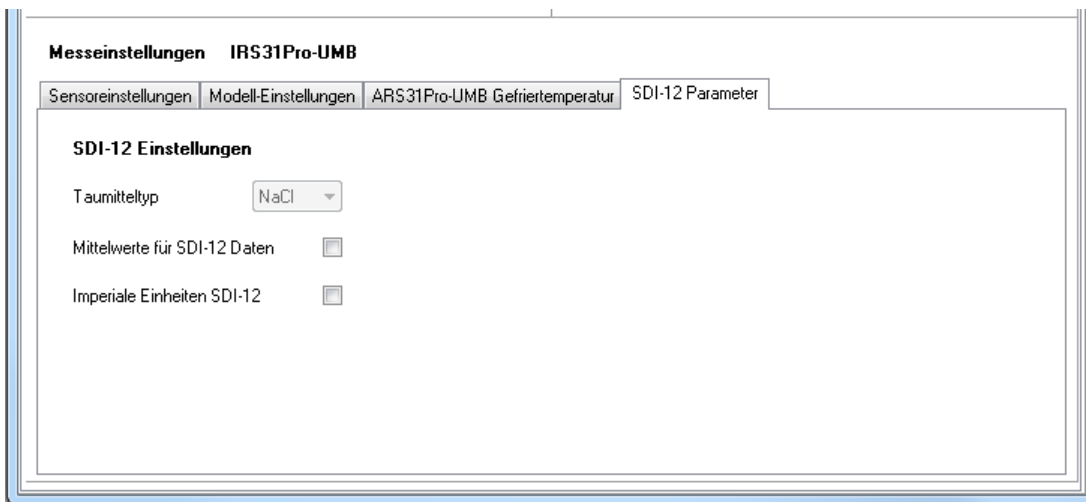 Messeinstellungen IRS31Pro-UMB
Sensoreinstellungen Modell-Einstellungen ARS31Pro-UMB Gefriertemperatur SDI-12 Parameter
SDI-12 Einstellungen
Taumitteltyp NaCl
Mittelwerte für SDI-12 Daten
Imperiale Einheiten SDI-12